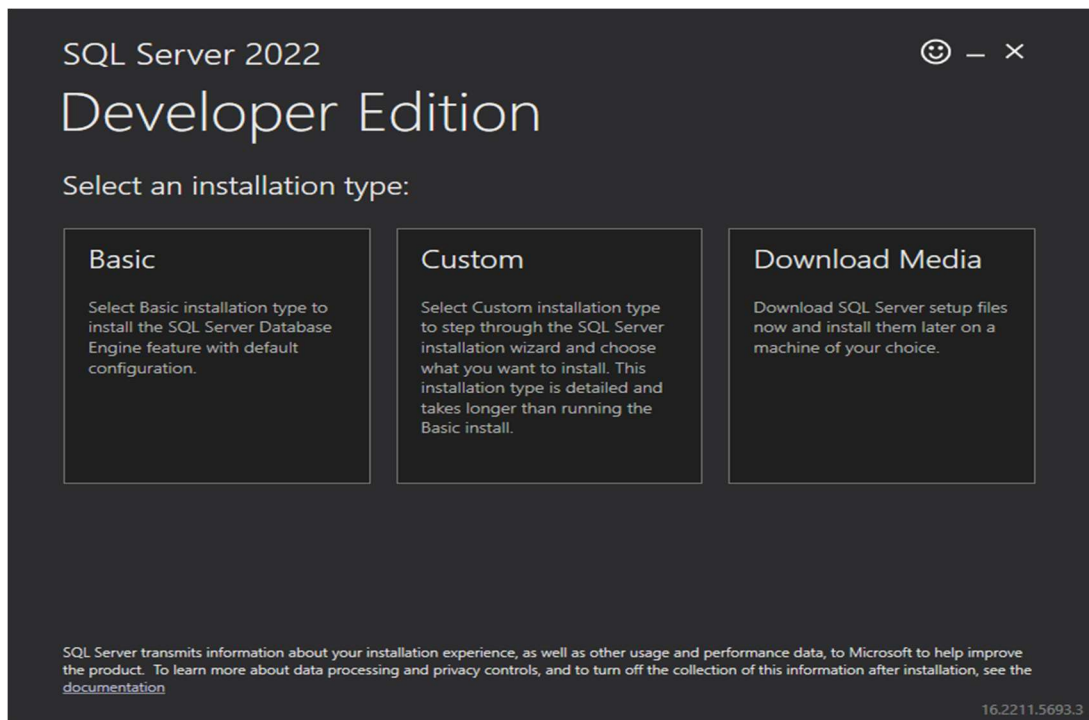 SQL Server 2022
Developer Edition
Select an installation type:
Basic
Select Basic installation type to
install the SQL Server Database
Engine feature with default
configuration.
Custom
Select Custom installation type
to step through the SQL Server
installation wizard and choose
what you want to install. This
installation type is detailed and
takes longer than running the
Basic install.
Download Media
Download SQL Server setup files
now and install them later on a
machine of your choice.
SQL Server transmits information about your installation experience, as well as other usage and performance data, to Microsoft to help improve
the product.  To learn more about data processing and privacy controls, and to turn off the collection of this information after installation, see the
documentation
16.2211.5693.3